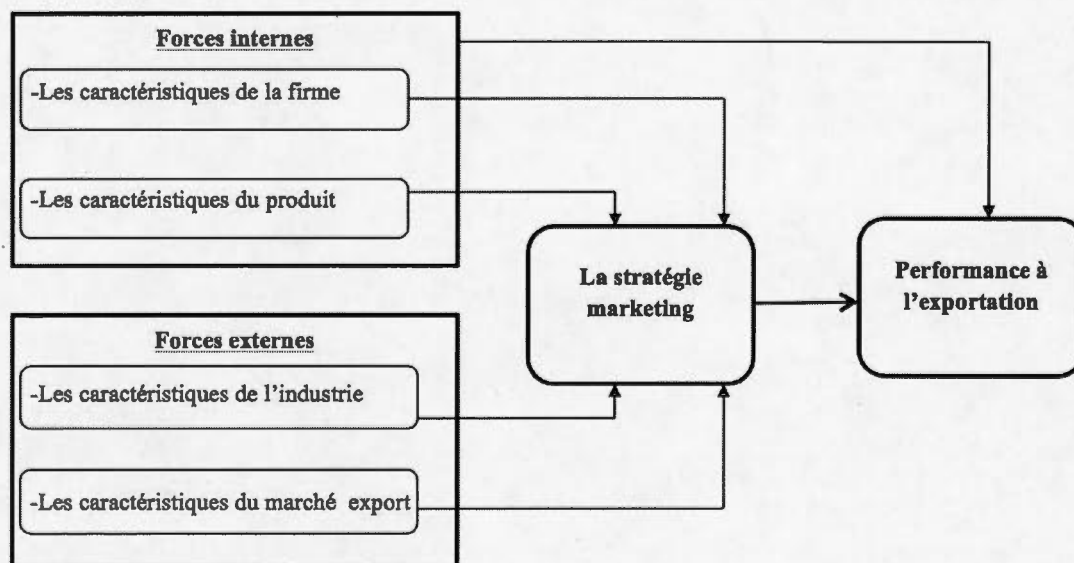 Forces internes
-Les caractéristiques de la firme
-Les caractéristiques du produit
La stratégie
marketing
Performance à
l'exportation
Forces externes
-Les caractéristiques de l'industrie
-Les caractéristiques du marché export